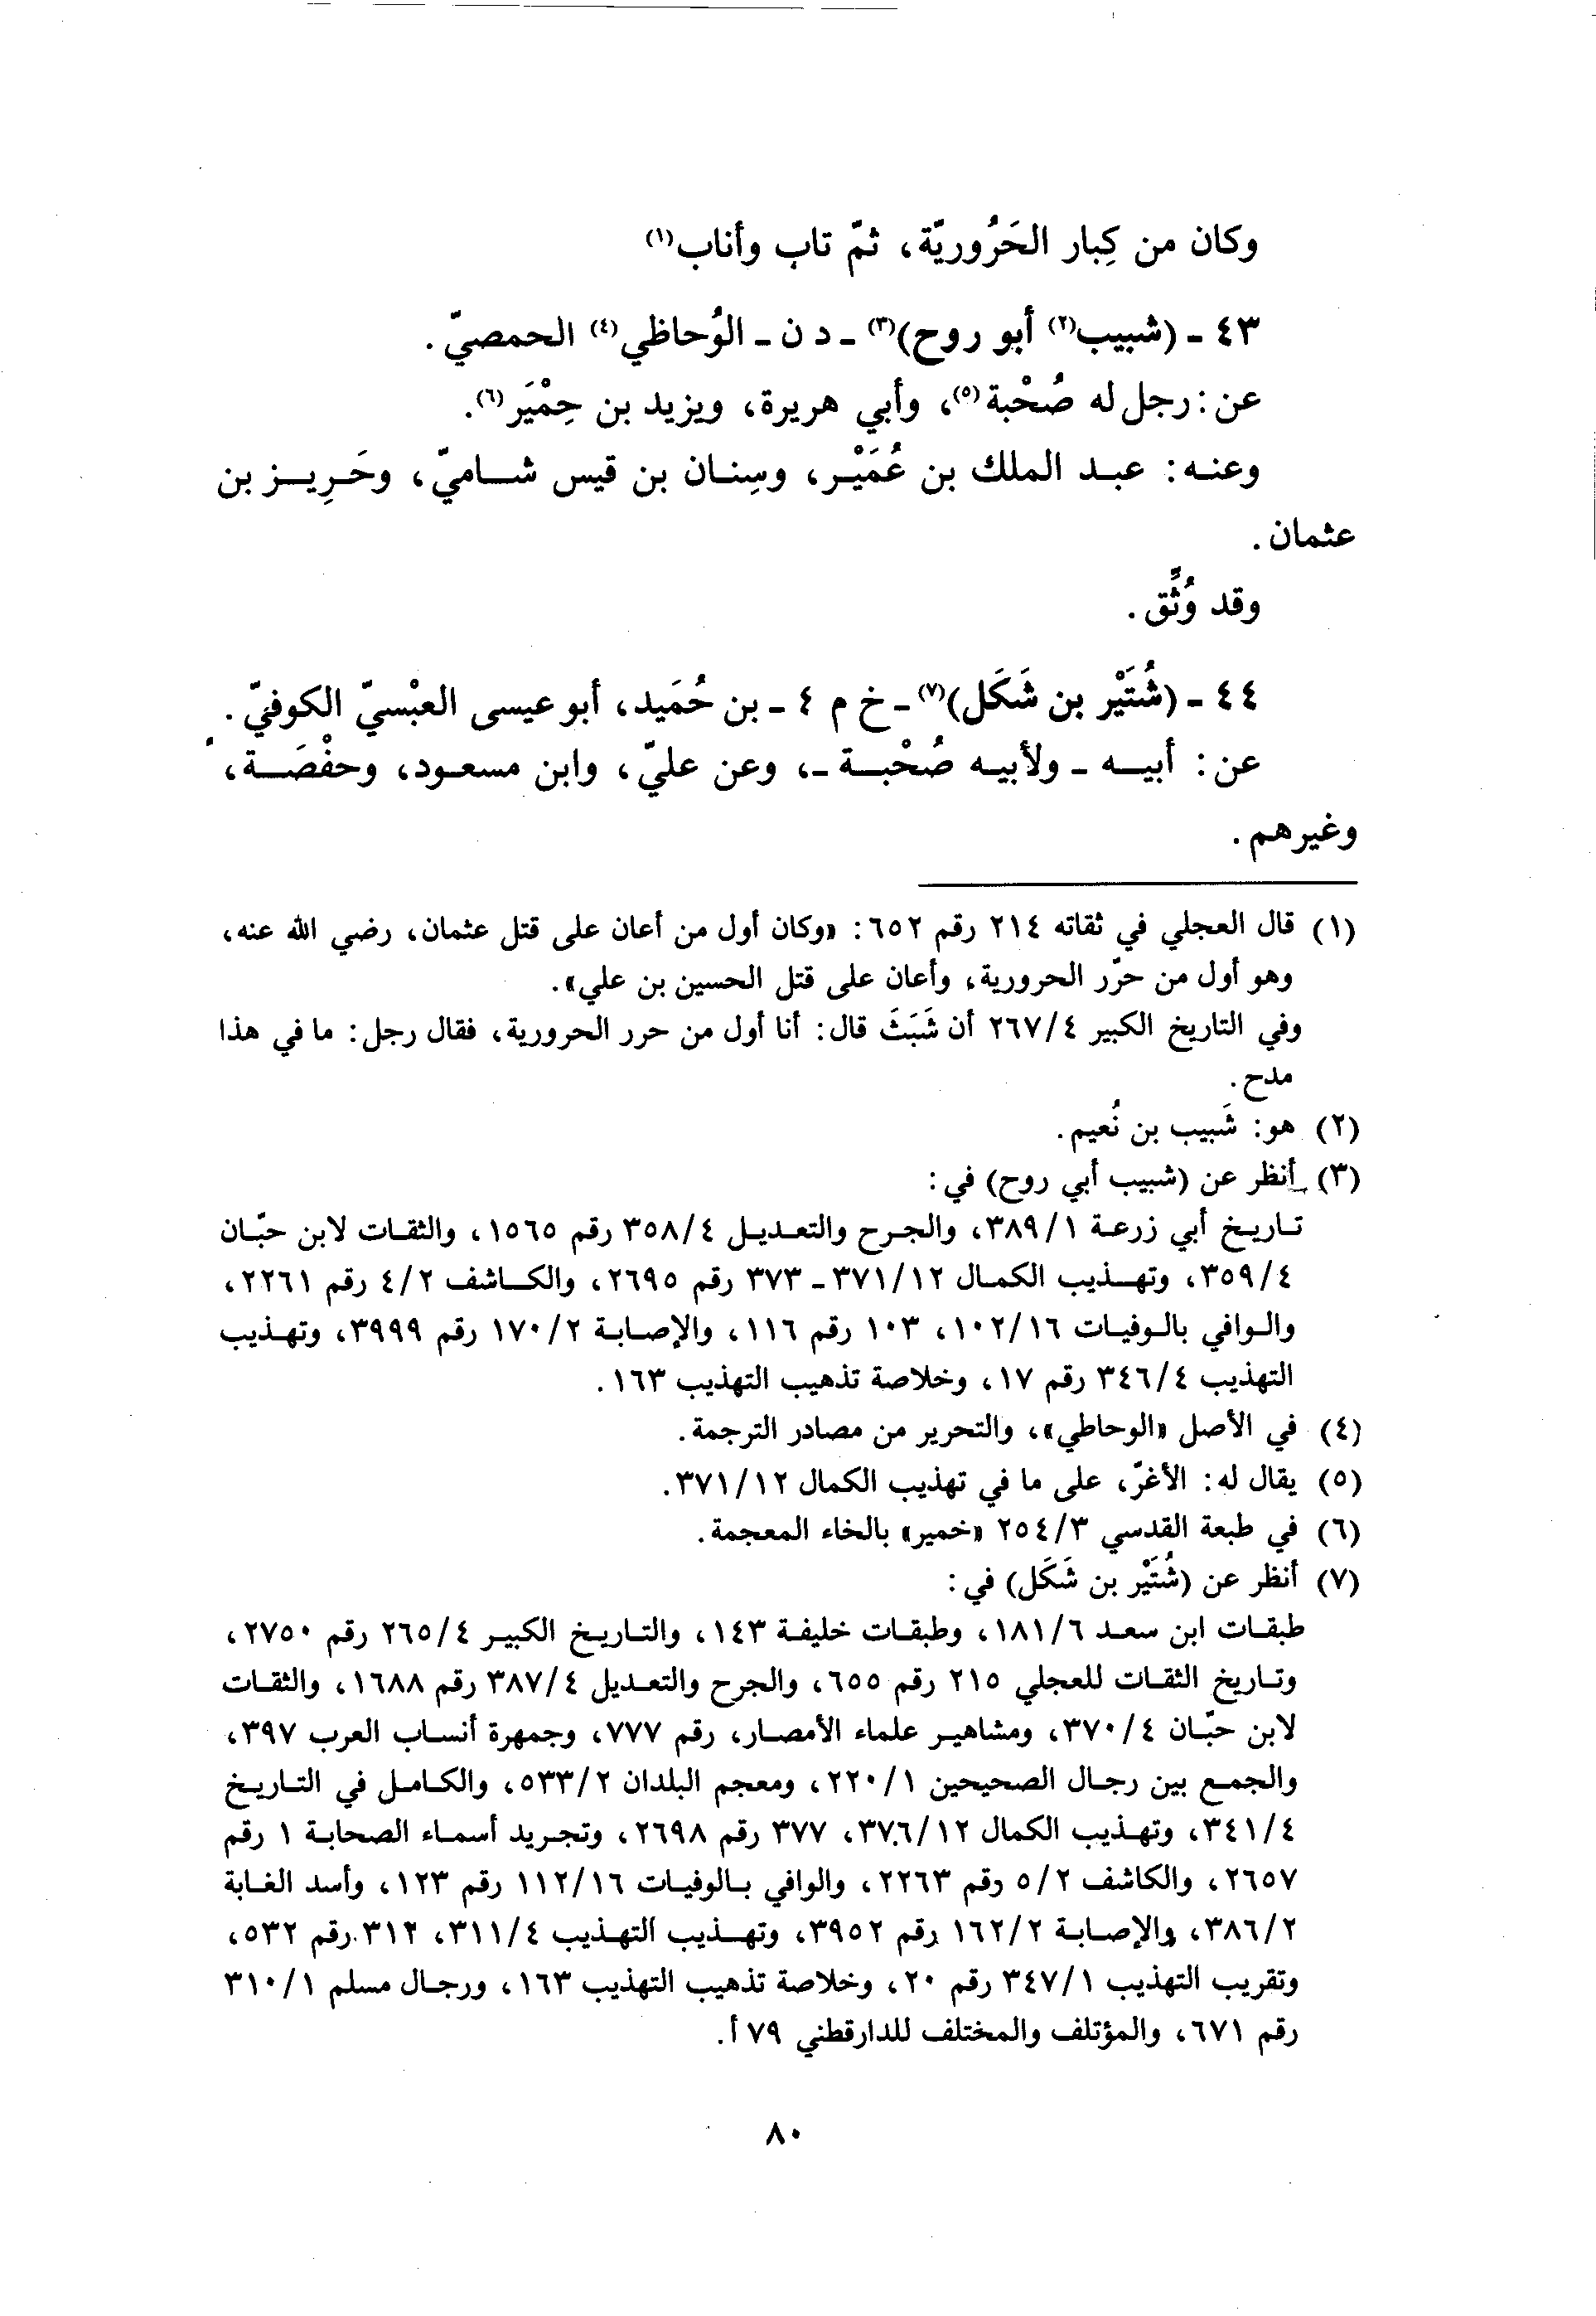 وكان من كِبار الحَرُوريّة، ثمّ تاب وأناب(١)
٤٣ - (شبيب(٢) أبو روح)(٣) - د ن - الوُحاظي(٤) الحمصيّ.
عن: رجل له صُحْبة(٥)، وأبي هريرة، ويزيد بن حِمْيَر(٦).
وعنه: عبد الملك بن عُمَيْر، وسِنان بن قيس شاميّ، وحَرِيز بن
عثمان.
وقد وُثِّق.
٤٤ - (شُتَيْر بن شَكَل)(٧) - خ م ٤ - بن حُمَيد، أبو عيسى العبْسيّ الكوفيّ.
عن: أبيه - ولأبيه صُحْبة -، وعن عليّ، وابن مسعود، وحفْصَة،
وغيرهم.
(١) قال العجلي في ثقاته ٢١٤ رقم ٦٥٢: «وكان أول من أعان على قتل عثمان، رضي الله عنه،
وهو أول من حرّر الحرورية، وأعان على قتل الحسين بن علي».
وفي التاريخ الكبير ٢٦٧/٤ أن شَبَثَ قال: أنا أول من حرر الحرورية، فقال رجل: ما في هذا
مدح.
(٢) هو: شَبيب بن نُعيم.
(٣) أنظر عن (شبيب أبي روح) في:
تاريخ أبي زرعة ٣٨٩/١، والجرح والتعديل ٣٥٨/٤ رقم ١٥٦٥، والثقات لابن حبّان
٣٥٩/٤، وتهذيب الكمال ٣٧١/١٢ - ٣٧٣ رقم ٢٦٩٥، والكاشف ٤/٢ رقم ٢٢٦١،
والوافي بالوفيات ١٠٢/١٦، ١٠٣ رقم ١١٦، والإصابة ١٧٠/٢ رقم ٣٩٩٩، وتهذيب
التهذيب ٣٤٦/٤ رقم ١٧، وخلاصة تذهيب التهذيب ١٦٣.
(٤) في الأصل «الوحاطي»، والتحرير من مصادر الترجمة.
(٥) يقال له: الأغرّ، على ما في تهذيب الكمال ٣٧١/١٢.
(٦) في طبعة القدسي ٢٥٤/٣ «خمير» بالخاء المعجمة.
(٧) أنظر عن (شُتَيْر بن شَكَل) في:
طبقات ابن سعد ١٨١/٦، وطبقات خليفة ١٤٣، والتاريخ الكبير ٢٦٥/٤ رقم ٢٧٥٠،
وتاريخ الثقات للعجلي ٢١٥ رقم ٦٥٥، والجرح والتعديل ٣٨٧/٤ رقم ١٦٨٨، والثقات
لابن حبّان ٣٧٠/٤، ومشاهير علماء الأمصار، رقم ٧٧٧، وجمهرة أنساب العرب ٣٩٧،
والجمع بين رجال الصحيحين ٢٢٠/١، ومعجم البلدان ٥٣٣/٢، والكامل في التاريخ
٣٤١/٤، وتهذيب الكمال ٣٧٦/١٢، ٣٧٧ رقم ٢٦٩٨، وتجريد أسماء الصحابة ١ رقم
٢٦٥٧، والكاشف ٥/٢ رقم ٢٢٦٣، والوافي بالوفيات ١١٢/١٦ رقم ١٢٣، وأسد الغابة
٣٨٦/٢، والإصابة ١٦٢/٢ رقم ٣٩٥٢، وتهذيب التهذيب ٣١١/٤، ٣١٢ رقم ٥٣٢،
وتقريب التهذيب ٣٤٧/١ رقم ٢٠، وخلاصة تذهيب التهذيب ١٦٣، ورجال مسلم ٣١٠/١
رقم ٦٧١، والمؤتلف والمختلف للدارقطني ٧٩ أ.
٨٠